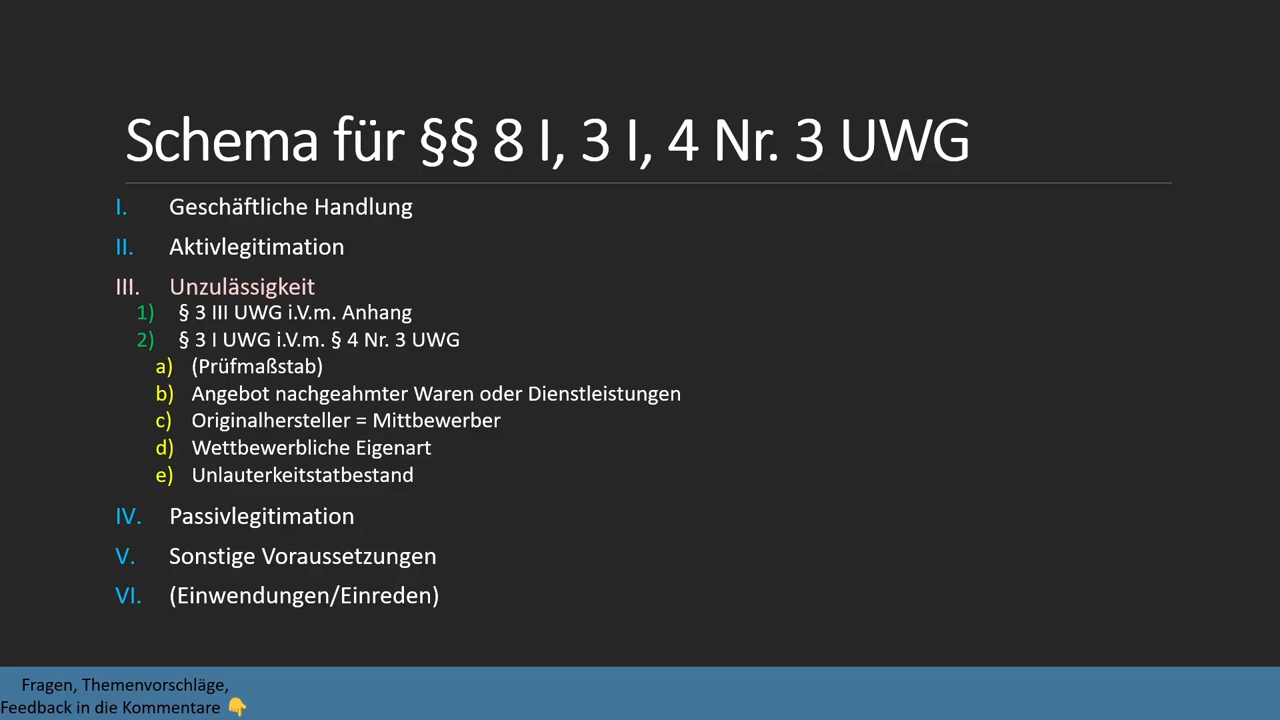 Schema für §§ 8 I, 3 I, 4 Nr. 3 UWG
I. Geschäftliche Handlung
II. Aktivlegitimation
III. Unzulässigkeit
1) § 3 III UWG i.V.m. Anhang
2) § 3 I UWG i.V.m. § 4 Nr. 3 UWG
a) (Prüfmaßstab)
b) Angebot nachgeahmter Waren oder Dienstleistungen
c) Originalhersteller = Mittbewerber
d) Wettbewerbliche Eigenart
e) Unlauterkeitstatbestand
IV. Passivlegitimation
V. Sonstige Voraussetzungen
VI. (Einwendungen/Einreden)
Fragen, Themenvorschläge,
Feedback in die Kommentare 👇